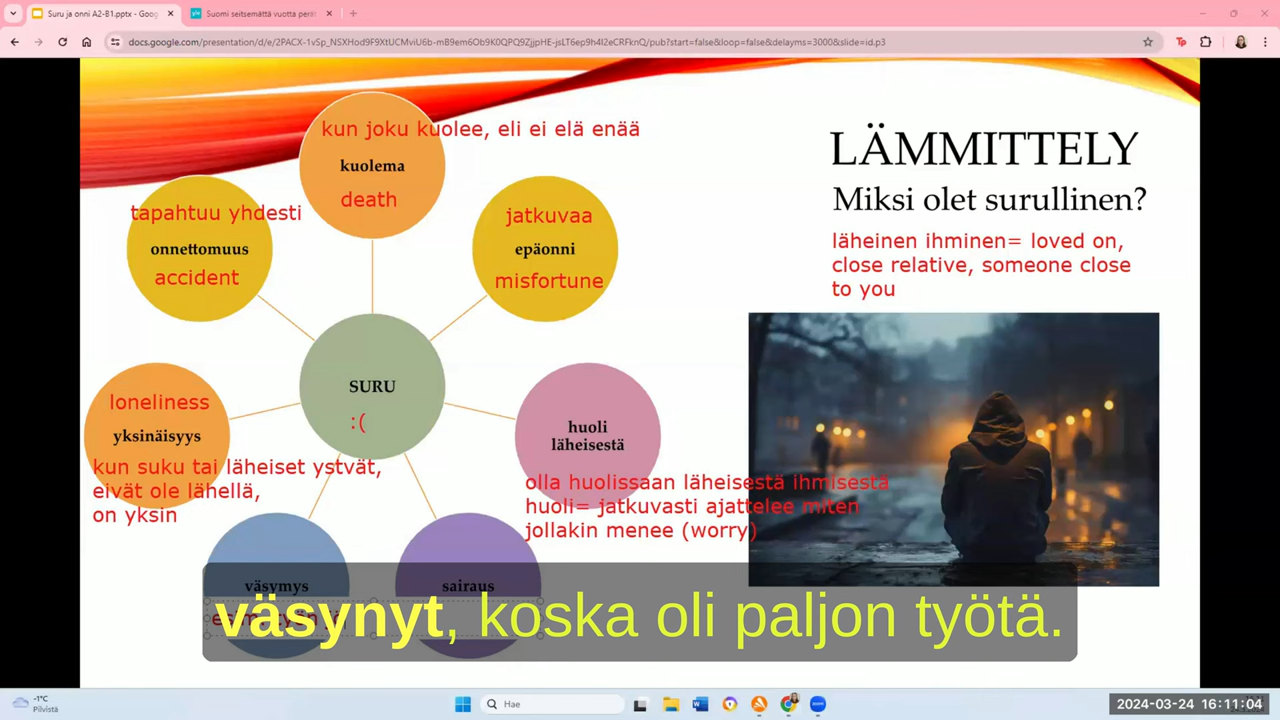 Suru ja onni A2-B1.pptx - Goog
Suomi seitsemättä vuotta perät
docs.google.com/presentation/d/e/2PACX-1vSp_NSXHod9F9XtUCMviU6b-mB9em6Ob9K0QPQ9ZjjpHE-jsLT6ep9h4l2eCRFknQ/pub?start=false&loop=false&delayms=3000&slide=id.p3
kun joku kuolee, eli ei elä enää
kuolema
death
tapahtuu yhdesti
onnettomuus
accident
jatkuvaa
epäonni
misfortune
LÄMMITTELY
Miksi olet surullinen?
läheinen ihminen= loved on,
close relative, someone close
to you
SURU
:(
loneliness
yksinäisyys
kun suku tai läheiset ystvät,
eivät ole lähellä,
on yksin
huoli
läheisestä
olla huolissaan läheisestä ihmisestä
huoli= jatkuvasti ajattelee miten
jollakin menee (worry)
väsymys
sairaus
väsynyt, koska oli paljon työtä.
-1°C
Pilvistä
Hae
2024-03-24 16:11:04